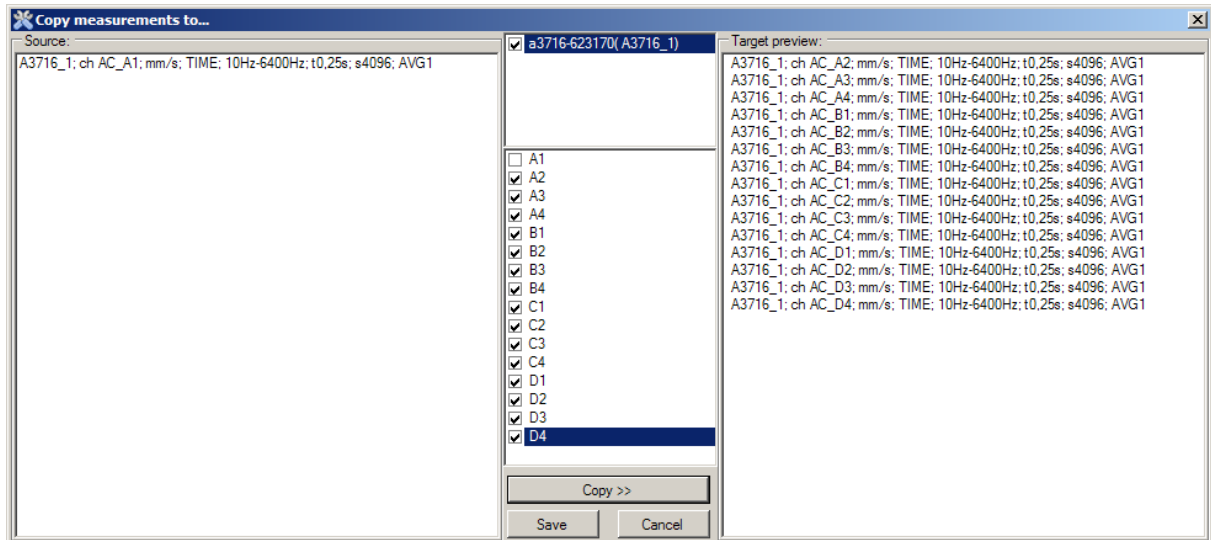 Copy measurements to...
Source:
A3716_1; ch AC_A1; mm/s; TIME; 10Hz-6400Hz; t0,25s; s4096; AVG1
a3716-623170( A3716_1)
A1
A2
A3
A4
B1
B2
B3
B4
C1
C2
C3
C4
D1
D2
D3
D4
Copy >>
Save Cancel
Target preview:
A3716_1; ch AC_A2; mm/s; TIME; 10Hz-6400Hz; t0,25s; s4096; AVG1
A3716_1; ch AC_A3; mm/s; TIME; 10Hz-6400Hz; t0,25s; s4096; AVG1
A3716_1; ch AC_A4; mm/s; TIME; 10Hz-6400Hz; t0,25s; s4096; AVG1
A3716_1; ch AC_B1; mm/s; TIME; 10Hz-6400Hz; t0,25s; s4096; AVG1
A3716_1; ch AC_B2; mm/s; TIME; 10Hz-6400Hz; t0,25s; s4096; AVG1
A3716_1; ch AC_B3; mm/s; TIME; 10Hz-6400Hz; t0,25s; s4096; AVG1
A3716_1; ch AC_B4; mm/s; TIME; 10Hz-6400Hz; t0,25s; s4096; AVG1
A3716_1; ch AC_C1; mm/s; TIME; 10Hz-6400Hz; t0,25s; s4096; AVG1
A3716_1; ch AC_C2; mm/s; TIME; 10Hz-6400Hz; t0,25s; s4096; AVG1
A3716_1; ch AC_C3; mm/s; TIME; 10Hz-6400Hz; t0,25s; s4096; AVG1
A3716_1; ch AC_C4; mm/s; TIME; 10Hz-6400Hz; t0,25s; s4096; AVG1
A3716_1; ch AC_D1; mm/s; TIME; 10Hz-6400Hz; t0,25s; s4096; AVG1
A3716_1; ch AC_D2; mm/s; TIME; 10Hz-6400Hz; t0,25s; s4096; AVG1
A3716_1; ch AC_D3; mm/s; TIME; 10Hz-6400Hz; t0,25s; s4096; AVG1
A3716_1; ch AC_D4; mm/s; TIME; 10Hz-6400Hz; t0,25s; s4096; AVG1